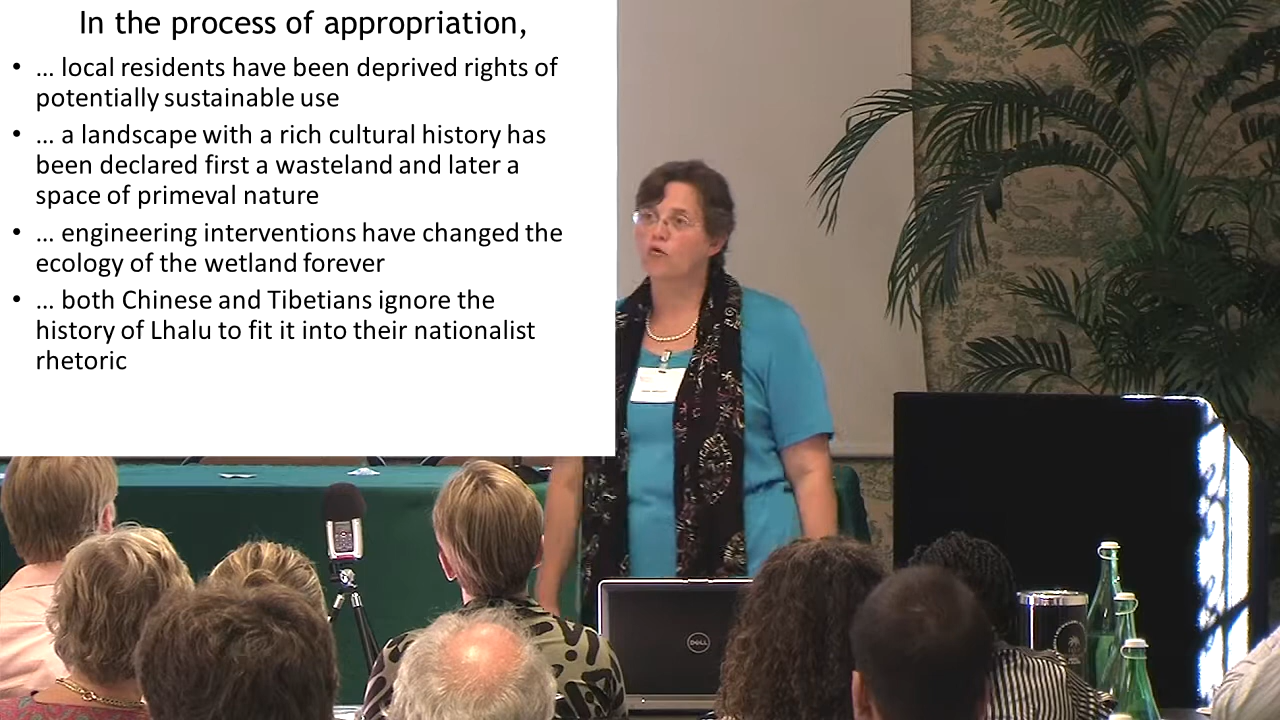 In the process of appropriation,
• … local residents have been deprived rights of
potentially sustainable use
• … a landscape with a rich cultural history has
been declared first a wasteland and later a
space of primeval nature
• … engineering interventions have changed the
ecology of the wetland forever
• … both Chinese and Tibetians ignore the
history of Lhalu to fit it into their nationalist
rhetoric
DELL